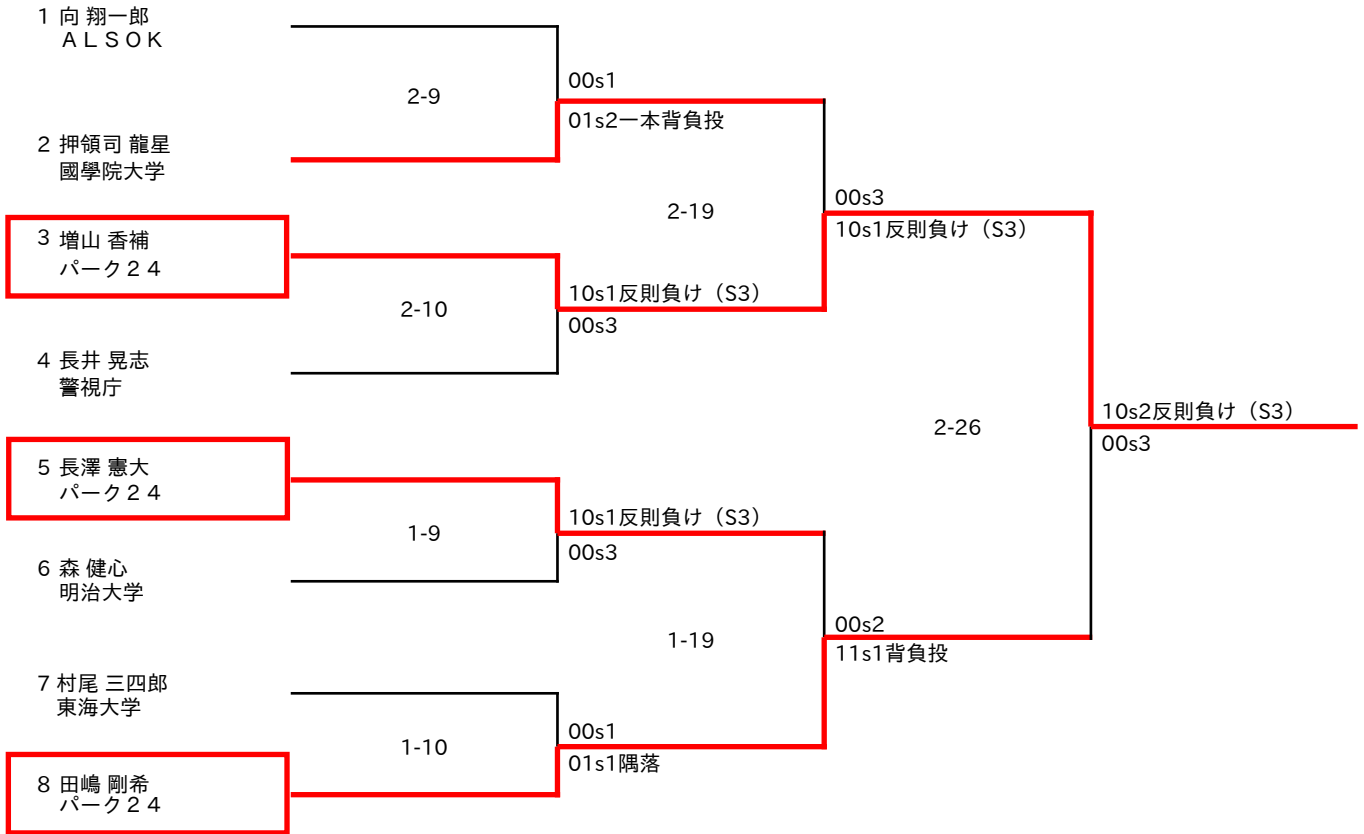 1 向 翔一郎
ＡＬＳＯＫ
2-9
00s1
01s2一本背負投
2 押領司 龍星
國學院大学
2-19
00s3
10s1反則負け（S3）
3 増山 香補
パーク２４
2-10
10s1反則負け（S3）
00s3
4 長井 晃志
警視庁
2-26
10s2反則負け（S3）
00s3
5 長澤 憲大
パーク２４
1-9
10s1反則負け（S3）
00s3
6 森 健心
明治大学
1-19
00s2
11s1背負投
7 村尾 三四郎
東海大学
1-10
00s1
01s1隅落
8 田嶋 剛希
パーク２４